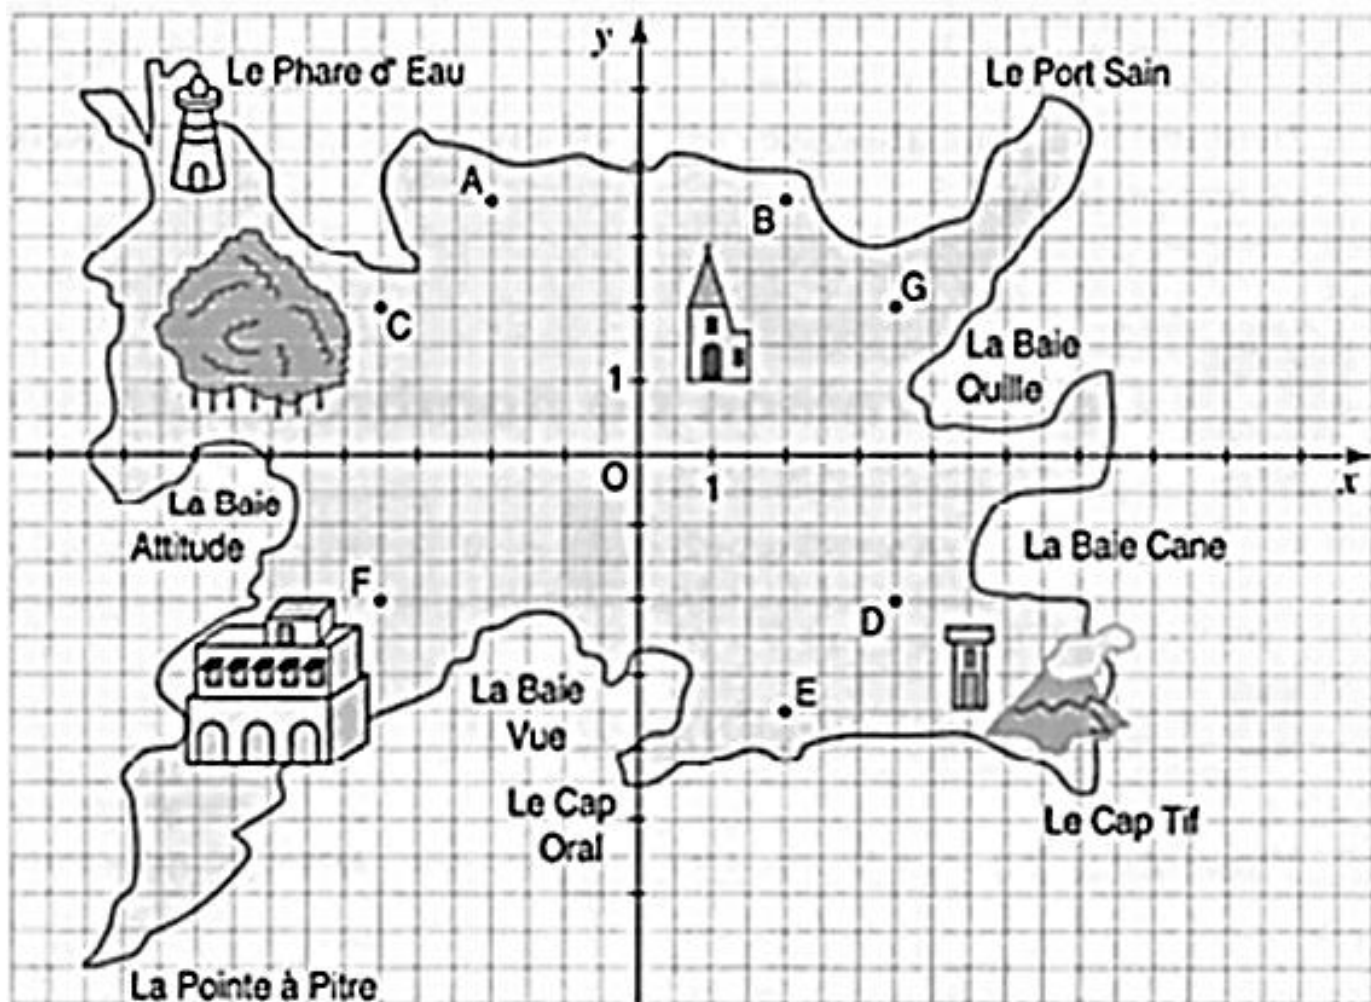 y
Le Phare d' Eau
Le Port Sain
A
B
C
G
La Baie
Quille
1
O
1
x
La Baie
Attitude
La Baie Cane
F
D
La Baie
Vue
E
Le Cap
Oral
Le Cap Tif
La Pointe à Pitre